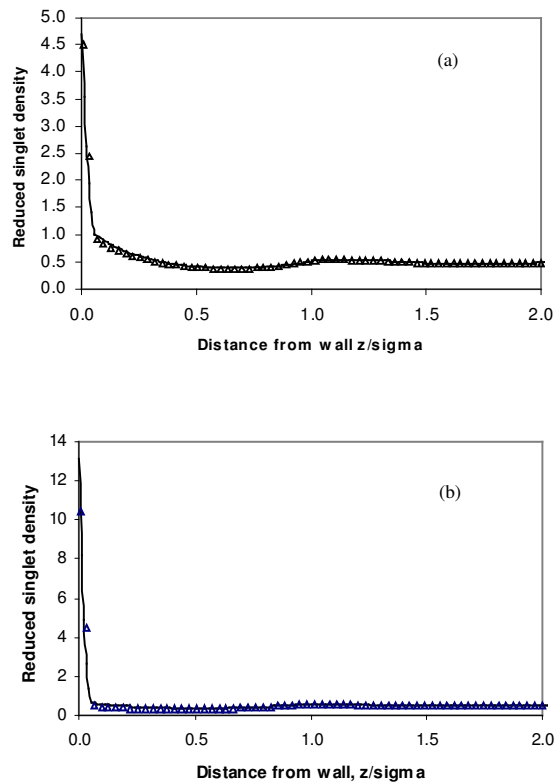 5.0
4.5
4.0
3.5
3.0
2.5
2.0
1.5
1.0
0.5
0.0
Reduced singlet density
(a)
0.0 0.5 1.0 1.5 2.0
Distance from wall z/sigma
14
12
10
8
6
4
2
0
Reduced singlet density
(b)
0.0 0.5 1.0 1.5 2.0
Distance from wall, z/sigma